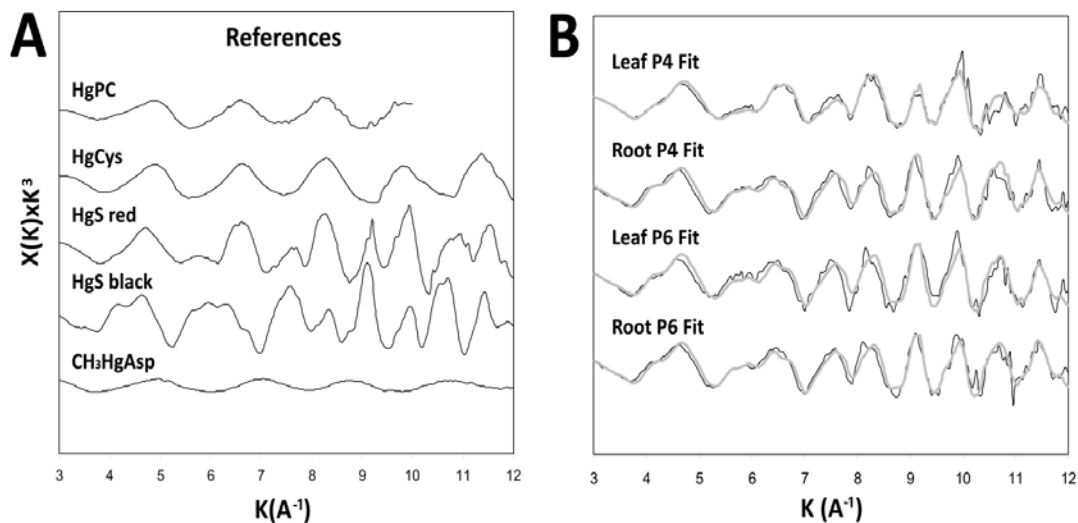 A
References
HgPC
HgCys
HgS red
HgS black
CH₃HgAsp
X(K)xK³
3 4 5 6 7 8 9 10 11 12
K(A⁻¹)
B
Leaf P4 Fit
Root P4 Fit
Leaf P6 Fit
Root P6 Fit
3 4 5 6 7 8 9 10 11 12
K (A⁻¹)